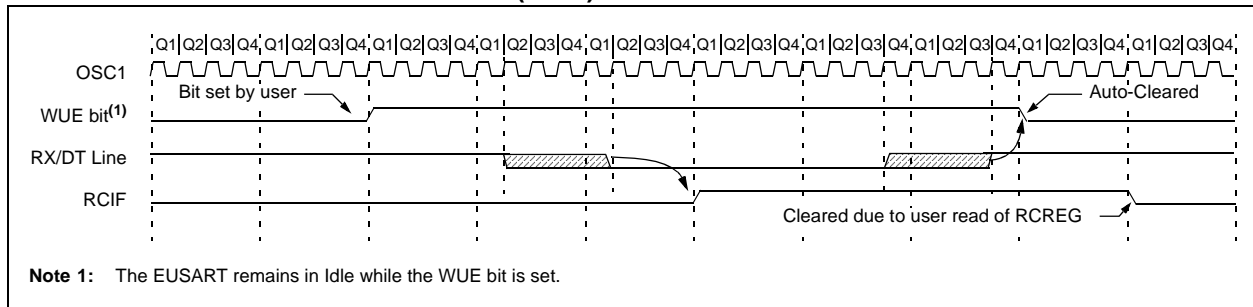 Q1 Q2 Q3 Q4 Q1 Q2 Q3 Q4 Q1 Q2 Q3 Q4 Q1 Q2 Q3 Q4 Q1 Q2 Q3 Q4 Q1 Q2 Q3 Q4 Q1 Q2 Q3 Q4 Q1 Q2 Q3 Q4 Q1 Q2 Q3 Q4 Q1 Q2 Q3 Q4
OSC1
Bit set by user
Auto-Cleared
WUE bit(1)
RX/DT Line
RCIF
Cleared due to user read of RCREG
Note 1: The EUSART remains in Idle while the WUE bit is set.